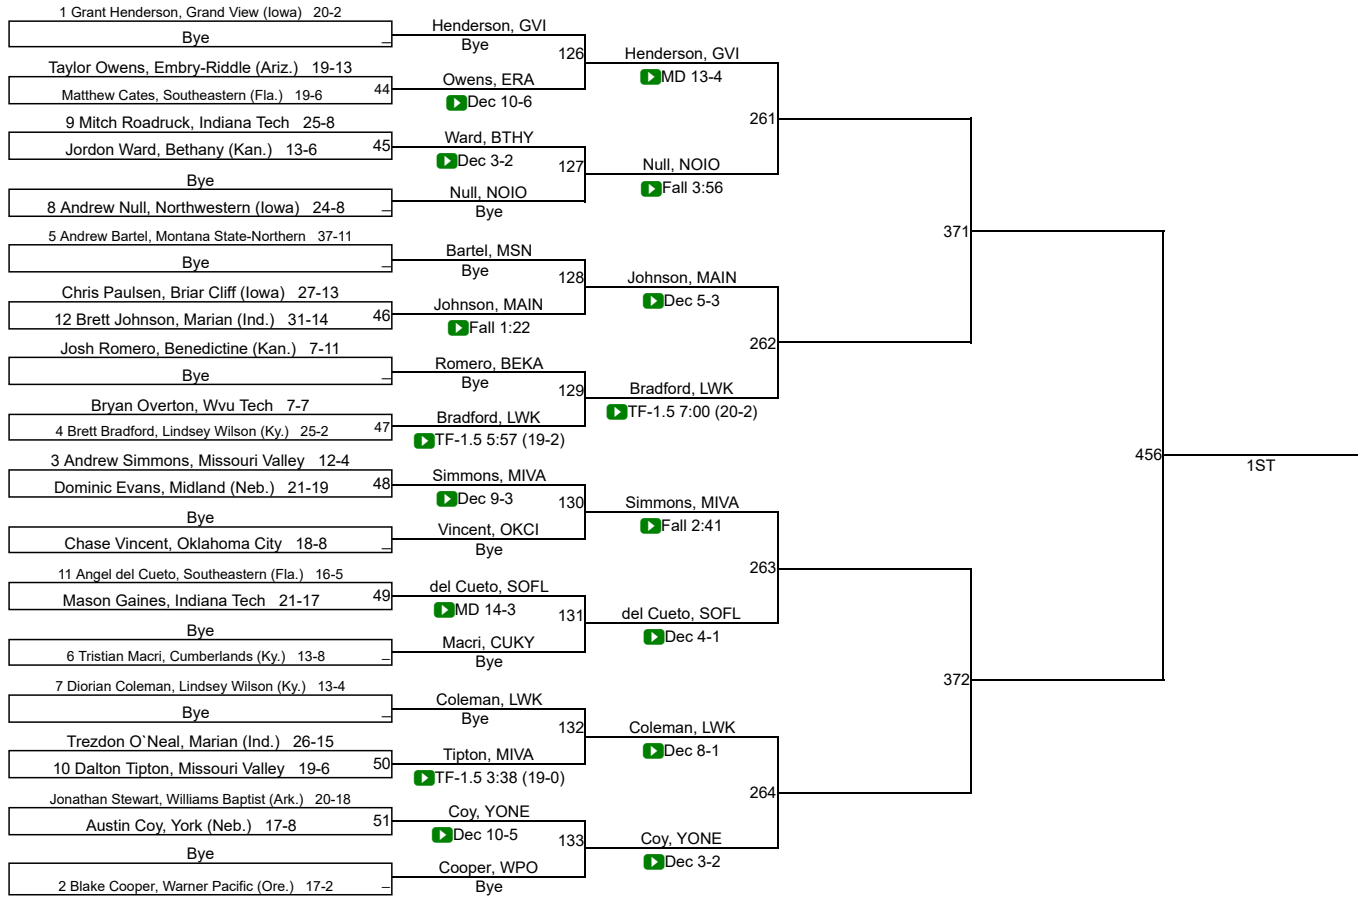 1 Grant Henderson, Grand View (Iowa) 20-2
Bye
_
Taylor Owens, Embry-Riddle (Ariz.) 19-13
Matthew Cates, Southeastern (Fla.) 19-6
44
9 Mitch Roadruck, Indiana Tech 25-8
Jordon Ward, Bethany (Kan.) 13-6
45
Bye
8 Andrew Null, Northwestern (Iowa) 24-8
_
5 Andrew Bartel, Montana State-Northern 37-11
Bye
_
Chris Paulsen, Briar Cliff (Iowa) 27-13
12 Brett Johnson, Marian (Ind.) 31-14
46
Josh Romero, Benedictine (Kan.) 7-11
Bye
_
Bryan Overton, Wvu Tech 7-7
4 Brett Bradford, Lindsey Wilson (Ky.) 25-2
47
3 Andrew Simmons, Missouri Valley 12-4
Dominic Evans, Midland (Neb.) 21-19
48
Bye
Chase Vincent, Oklahoma City 18-8
_
11 Angel del Cueto, Southeastern (Fla.) 16-5
Mason Gaines, Indiana Tech 21-17
49
Bye
6 Tristian Macri, Cumberlands (Ky.) 13-8
_
7 Diorian Coleman, Lindsey Wilson (Ky.) 13-4
Bye
_
Trezdon O`Neal, Marian (Ind.) 26-15
10 Dalton Tipton, Missouri Valley 19-6
50
Jonathan Stewart, Williams Baptist (Ark.) 20-18
Austin Coy, York (Neb.) 17-8
51
Bye
2 Blake Cooper, Warner Pacific (Ore.) 17-2
_
Henderson, GVI
Bye
126
Owens, ERA
Dec 10-6
Ward, BTHY
Dec 3-2
127
Null, NOIO
Bye
Bartel, MSN
Bye
128
Johnson, MAIN
Fall 1:22
Romero, BEKA
Bye
129
Bradford, LWK
TF-1.5 5:57 (19-2)
Simmons, MIVA
Dec 9-3
130
Vincent, OKCI
Bye
del Cueto, SOFL
MD 14-3
131
Macri, CUKY
Bye
Coleman, LWK
Bye
132
Tipton, MIVA
TF-1.5 3:38 (19-0)
Coy, YONE
Dec 10-5
133
Cooper, WPO
Bye
Henderson, GVI
MD 13-4
261
Null, NOIO
Fall 3:56
Johnson, MAIN
Dec 5-3
262
Bradford, LWK
TF-1.5 7:00 (20-2)
Simmons, MIVA
Fall 2:41
263
del Cueto, SOFL
Dec 4-1
Coleman, LWK
Dec 8-1
264
Coy, YONE
Dec 3-2
371
372
456
1ST